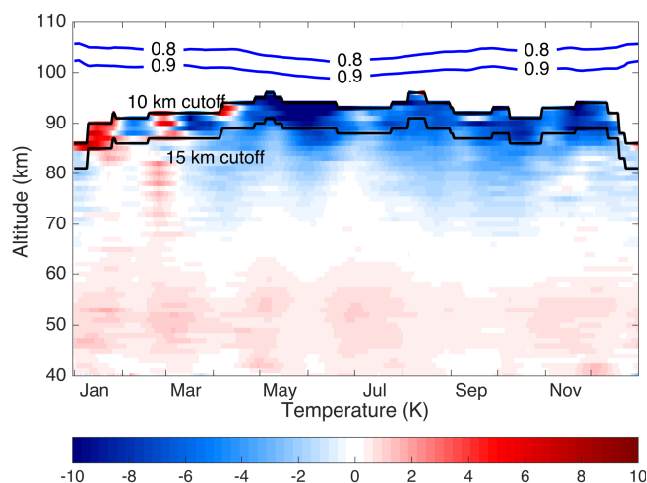 110
100
90
80
70
60
50
40
Altitude (km)
0.8
0.8
0.8
0.9
0.9
0.9
10 km cutoff
15 km cutoff
Jan Mar May Jul Sep Nov
Temperature (K)
-10 -8 -6 -4 -2 0 2 4 6 8 10